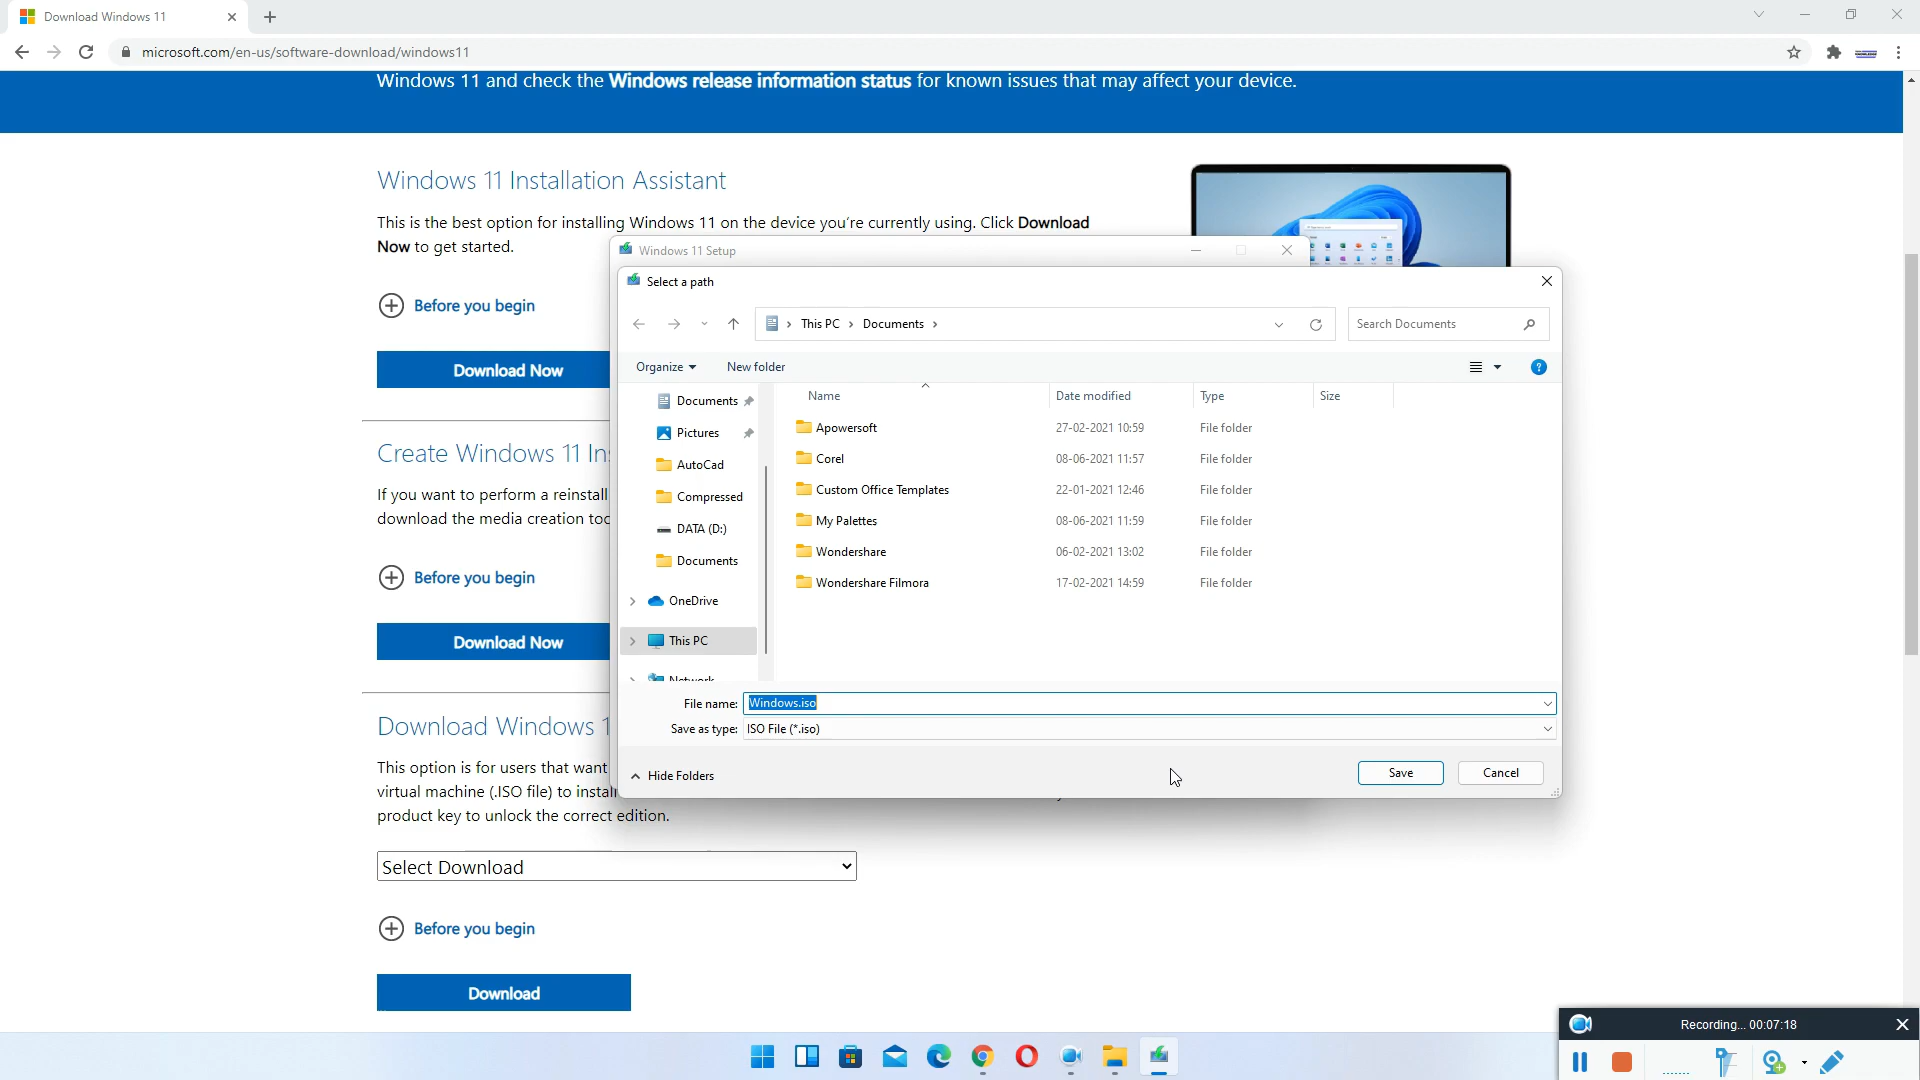 Download Windows 11
microsoft.com/en-us/software-download/windows11
Windows 11 and check the Windows release information status for known issues that may affect your device.
Windows 11 Installation Assistant
This is the best option for installing Windows 11 on the device you're currently using. Click Download
Now to get started.
Before you begin
Download Now
Create Windows 11 Ins
If you want to perform a reinstall
download the media creation too
Before you begin
Download Now
Download Windows 1
This option is for users that want
virtual machine (.ISO file) to install
product key to unlock the correct edition.
Select Download
Before you begin
Download
Windows 11 Setup
Select a path
This PC
Documents
Search Documents
Organize
New folder
Documents
Pictures
AutoCad
Compressed
DATA (D:)
Documents
OneDrive
This PC
Network
Name Date modified Type Size
Apowersoft 27-02-2021 10:59 File folder
Corel 08-06-2021 11:57 File folder
Custom Office Templates 22-01-2021 12:46 File folder
My Palettes 08-06-2021 11:59 File folder
Wondershare 06-02-2021 13:02 File folder
Wondershare Filmora 17-02-2021 14:59 File folder
File name: Windows.iso
Save as type: ISO File (*.iso)
Hide Folders
Save
Cancel
Recording... 00:07:18